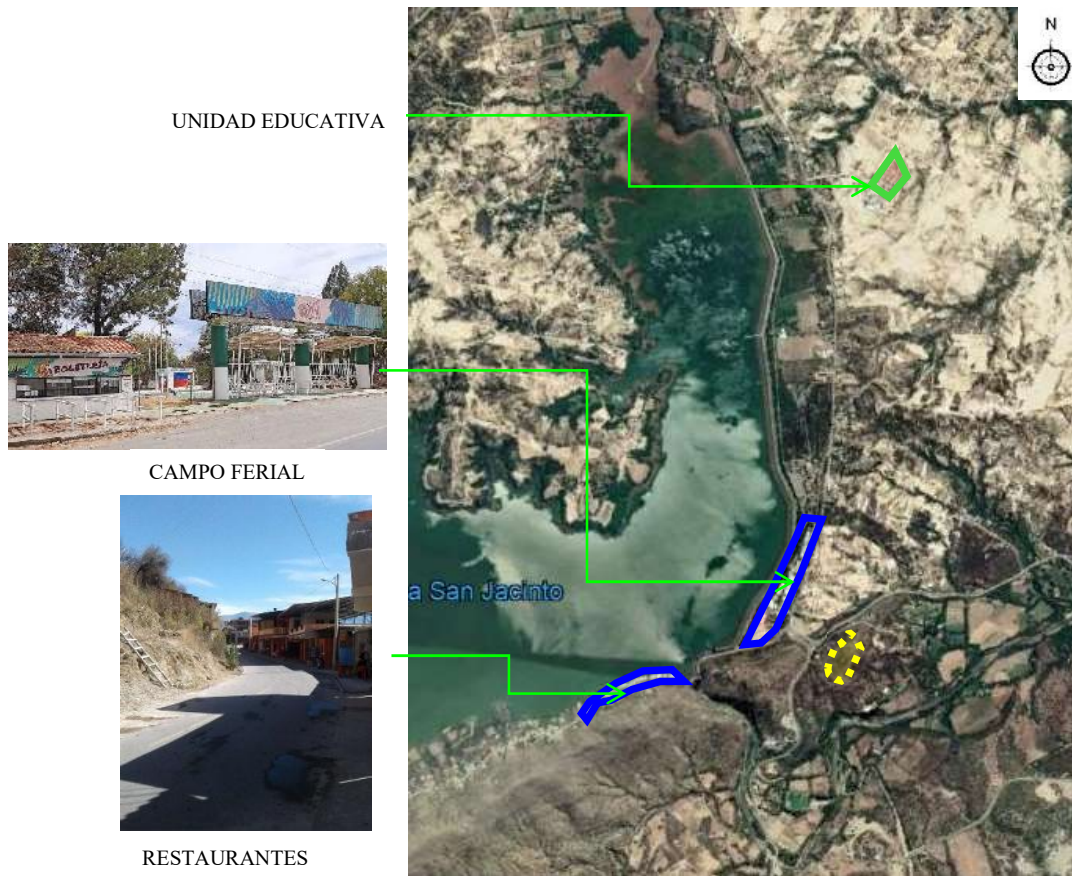 N
UNIDAD EDUCATIVA
BOLETERIA
CAMPO FERIAL
a San Jacinto
RESTAURANTES